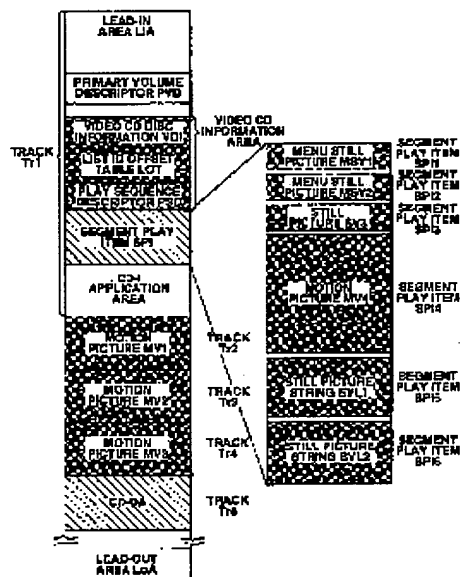 LEAD-IN
AREA LIA
PRIMARY VOLUME
DESCRIPTOR PVD
VIDEO CD DISC
INFORMATION VDI
LIST ID OFFSET
TABLE LOT
PLAY SEQUENCE
DESCRIPTOR PSD
SEGMENT PLAY
ITEM SPI
CD-I
APPLICATION
AREA
MOTION
PICTURE MV1
MOTION
PICTURE MV2
MOTION
PICTURE MV3
CD-DA
LEAD-OUT
AREA LOA
TRACK
Tr1
VIDEO CD
INFORMATION
AREA
TRACK
Tr2
TRACK
Tr3
TRACK
Tr4
TRACK
Tr5
MENU STILL
PICTURE MSV1
MENU STILL
PICTURE MSV2
STILL
PICTURE SV3
MOTION
PICTURE MV4
STILL PICTURE
STRING SVL1
STILL PICTURE
STRING SVL2
SEGMENT
PLAY ITEM
SPI1
SEGMENT
PLAY ITEM
SPI2
SEGMENT
PLAY ITEM
SPI3
SEGMENT
PLAY ITEM
SPI4
SEGMENT
PLAY ITEM
SPI5
SEGMENT
PLAY ITEM
SPI6